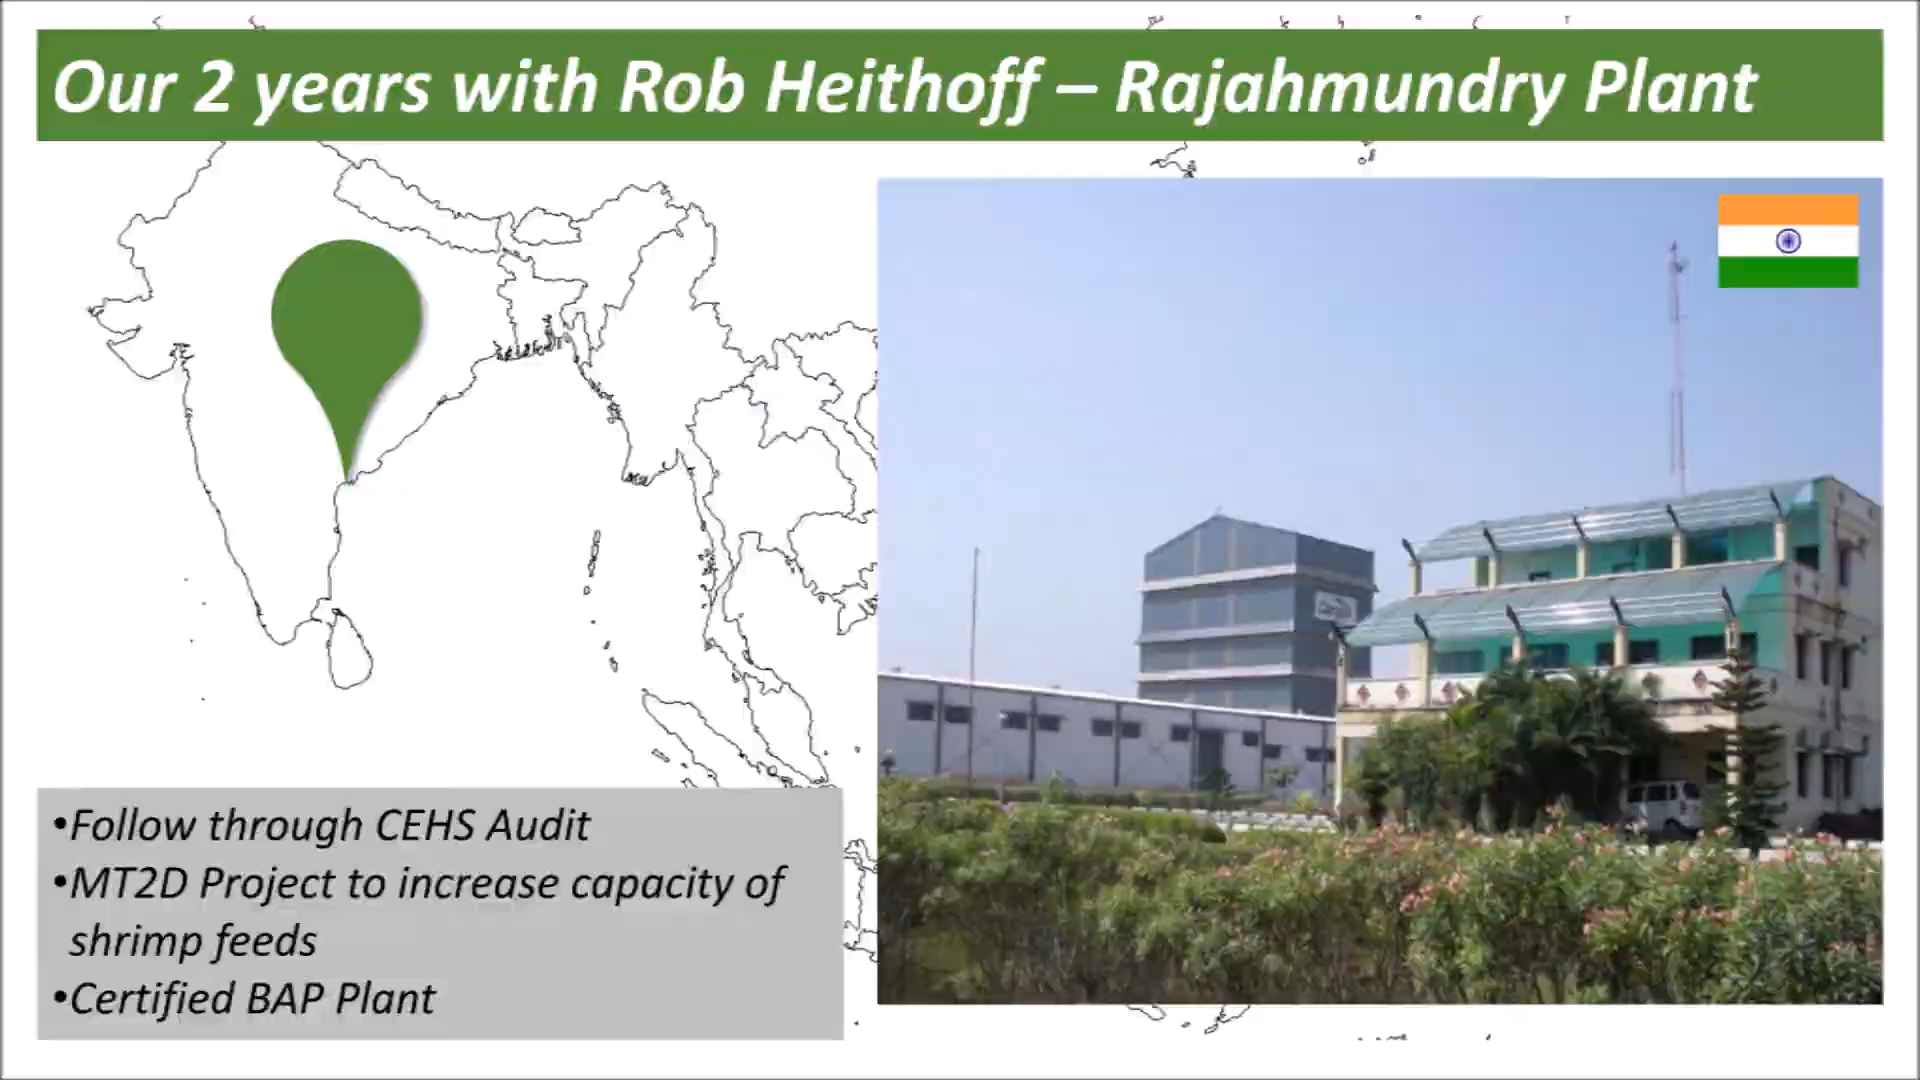 Our 2 years with Rob Heithoff – Rajahmundry Plant
Cargill
•Follow through CEHS Audit
•MT2D Project to increase capacity of
shrimp feeds
•Certified BAP Plant